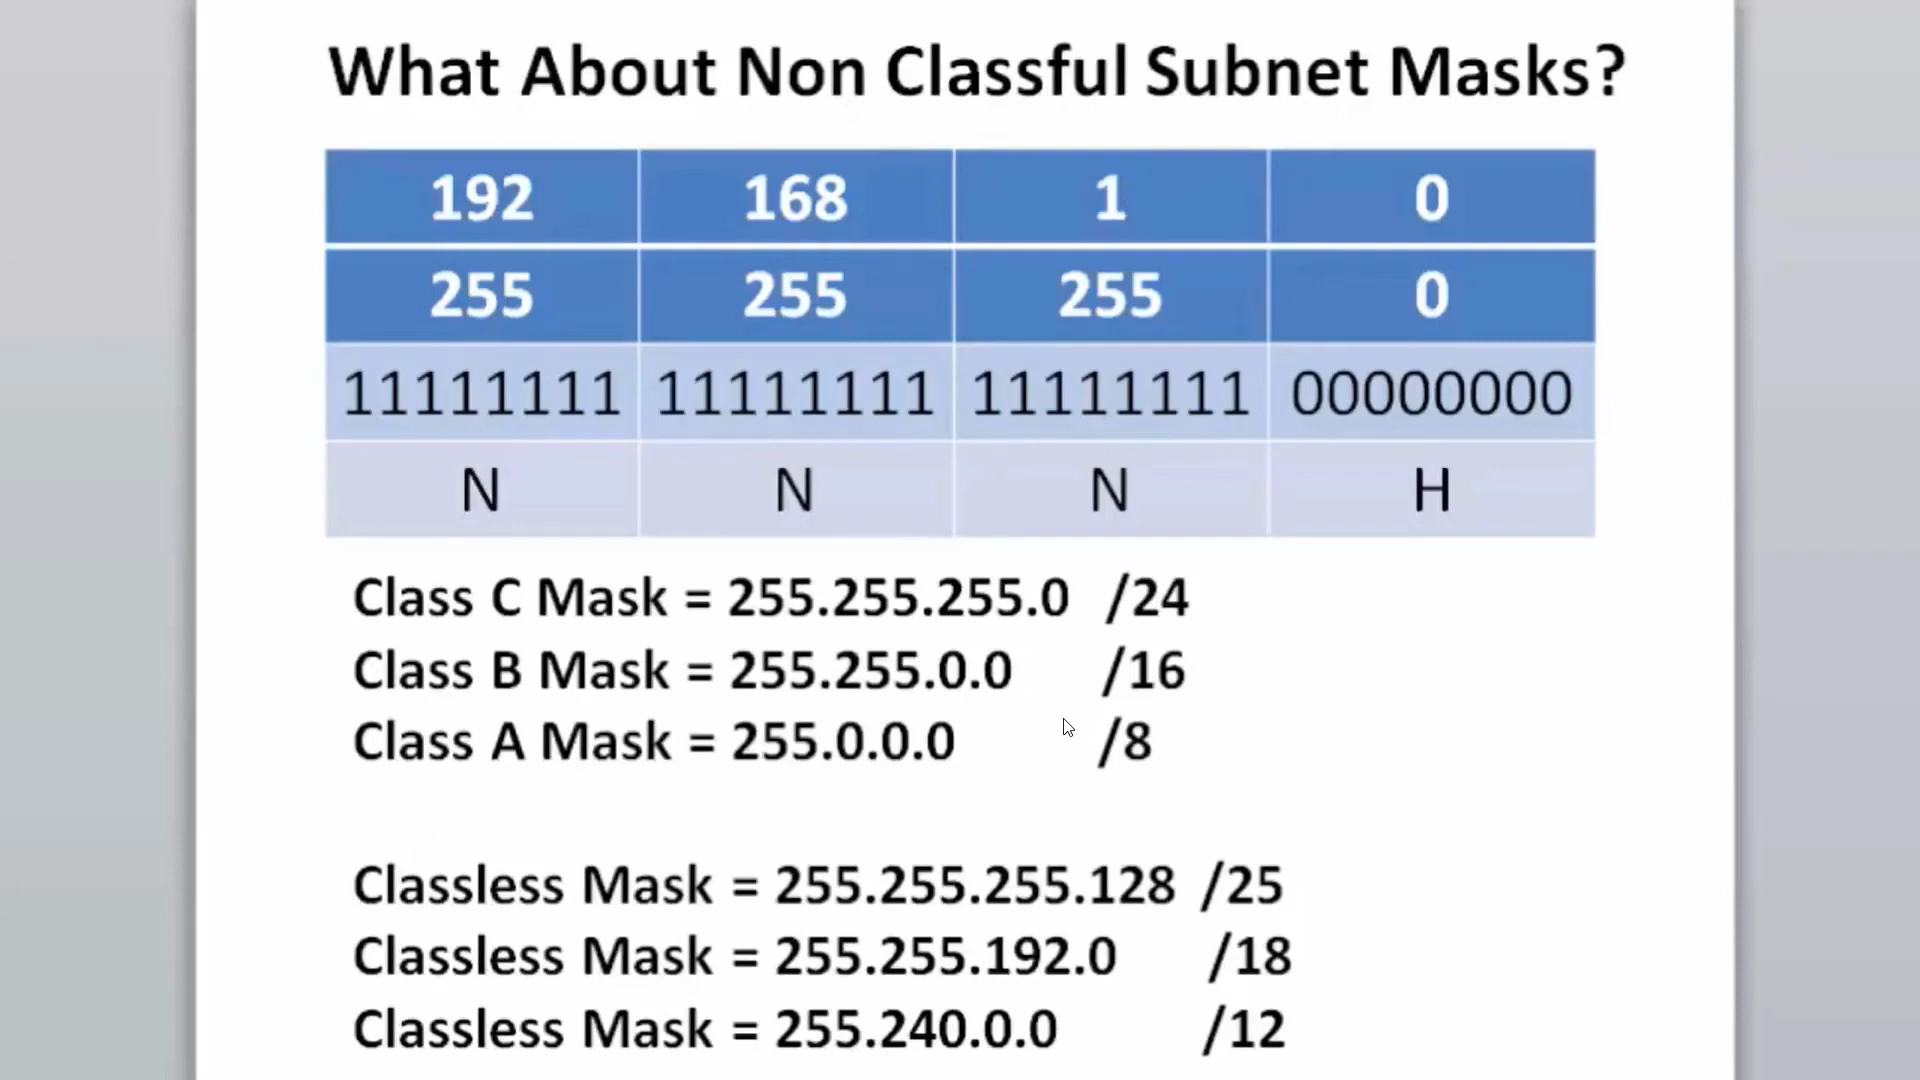 What About Non Classful Subnet Masks?
192 168 1 0
255 255 255 0
11111111 11111111 11111111 00000000
N N N H
Class C Mask = 255.255.255.0 /24
Class B Mask = 255.255.0.0 /16
Class A Mask = 255.0.0.0 /8
Classless Mask = 255.255.255.128 /25
Classless Mask = 255.255.192.0 /18
Classless Mask = 255.240.0.0 /12